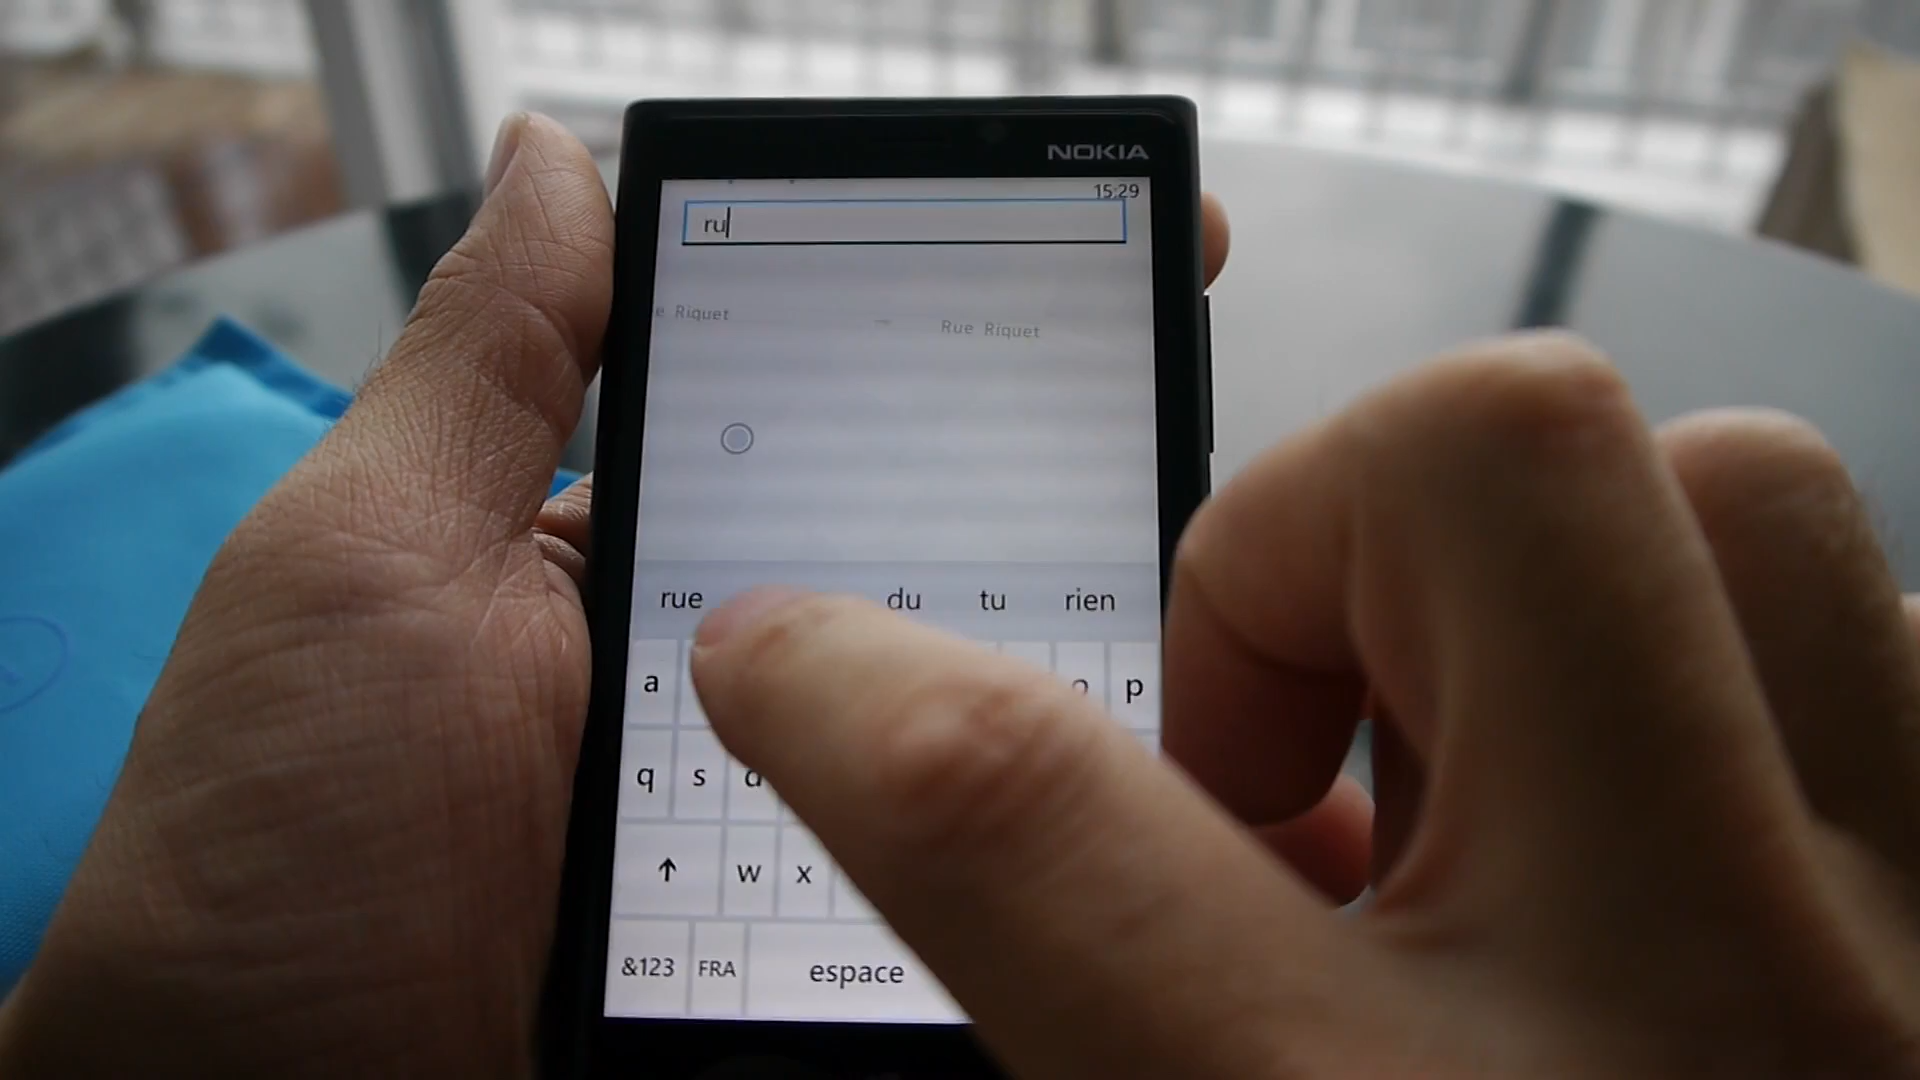 NOKIA
15:29
ru
e Riquet
Rue Riquet
rue du tu rien
a p
q s d
w x
&123 FRA espace